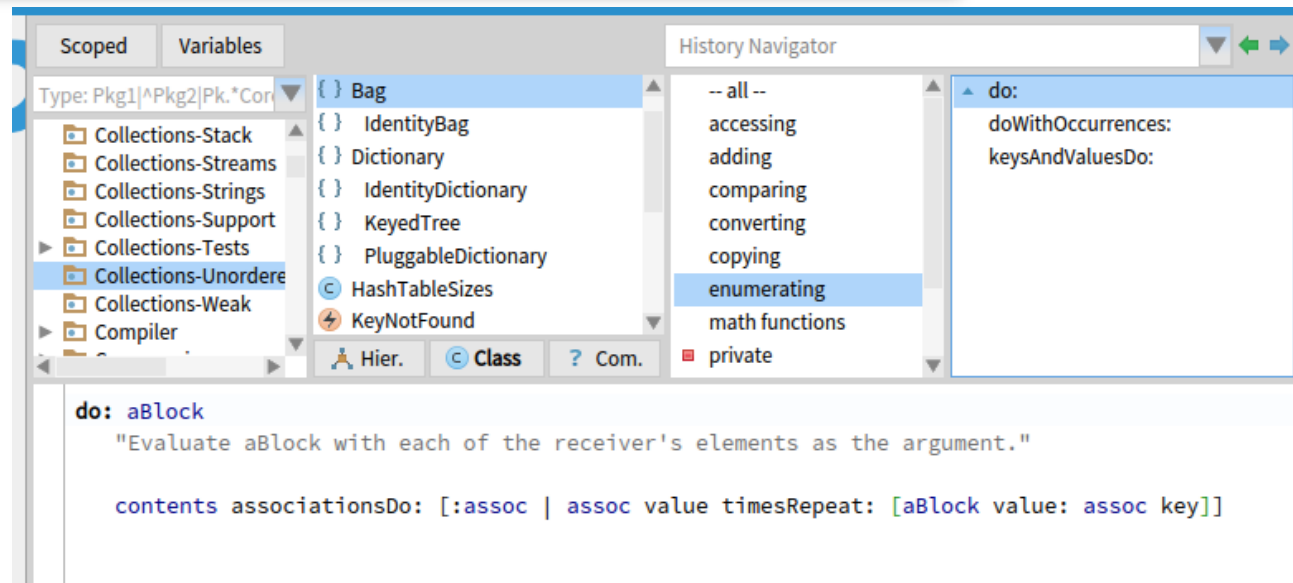 Scoped
Variables
History Navigator
Type: Pkg1|^Pkg2|Pk.*Cor
Collections-Stack
Collections-Streams
Collections-Strings
Collections-Support
Collections-Tests
Collections-Unordere
Collections-Weak
Compiler
{ } Bag
{ } IdentityBag
{ } Dictionary
{ } IdentityDictionary
{ } KeyedTree
{ } PluggableDictionary
C HashTableSizes
KeyNotFound
Hier.
C Class
? Com.
-- all --
accessing
adding
comparing
converting
copying
enumerating
math functions
private
do:
doWithOccurrences:
keysAndValuesDo:
do: aBlock
"Evaluate aBlock with each of the receiver's elements as the argument."
contents associationsDo: [:assoc | assoc value timesRepeat: [aBlock value: assoc key]]